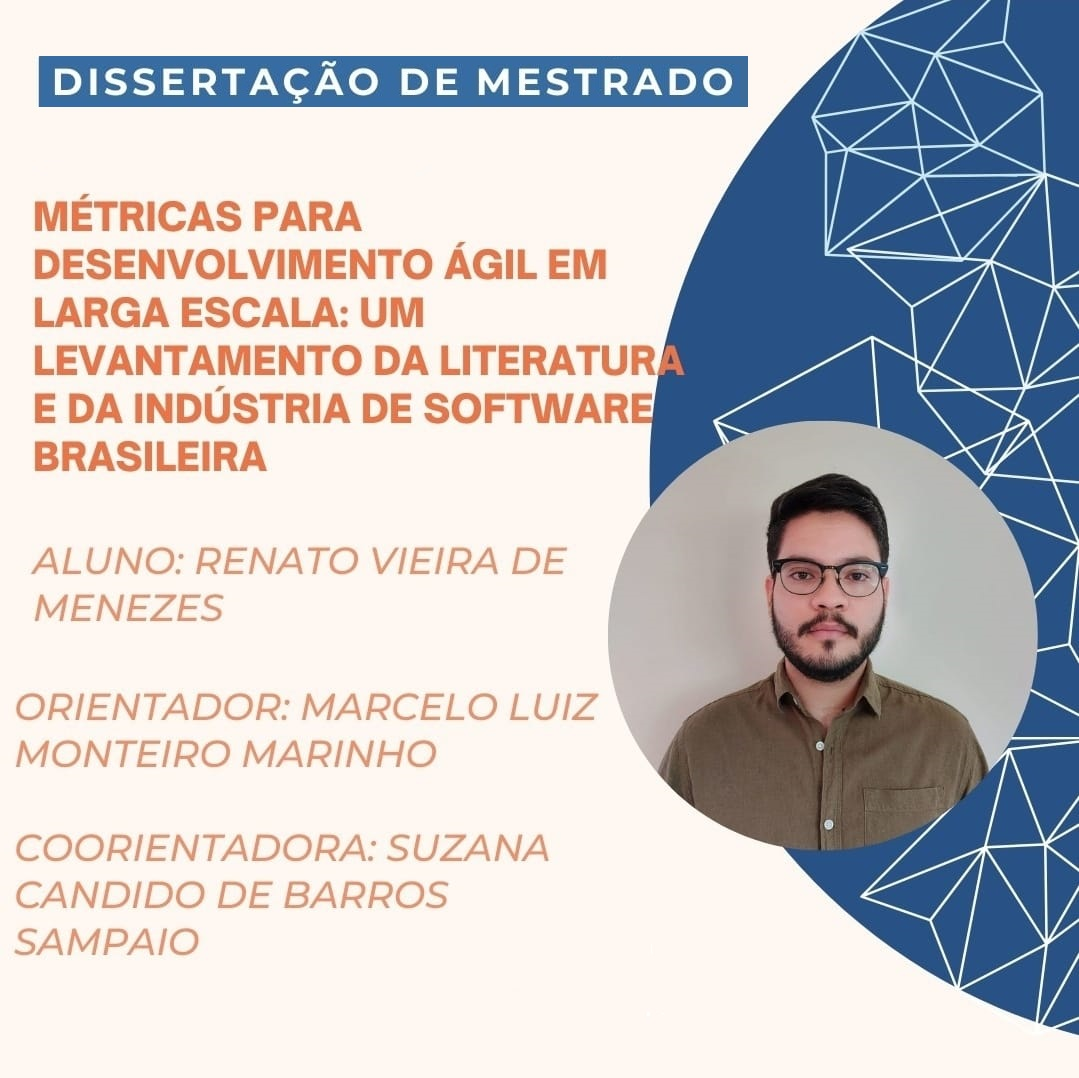 DISSERTAÇÃO DE MESTRADO
MÉTRICAS PARA
DESENVOLVIMENTO ÁGIL EM
LARGA ESCALA: UM
LEVANTAMENTO DA LITERATURA
E DA INDÚSTRIA DE SOFTWARE
BRASILEIRA
ALUNO: RENATO VIEIRA DE
MENEZES
ORIENTADOR: MARCELO LUIZ
MONTEIRO MARINHO
COORIENTADORA: SUZANA
CANDIDO DE BARROS
SAMPAIO